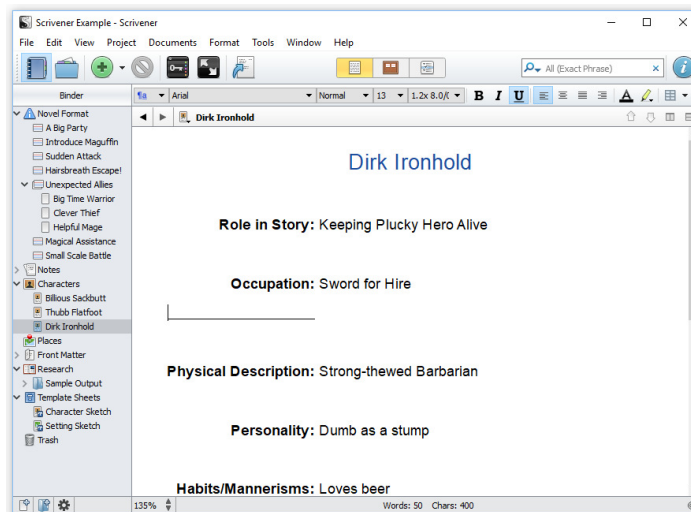 Scrivener Example - Scrivener
File Edit View Project Documents Format Tools Window Help
All (Exact Phrase)
Binder
¶a Arial Normal 13 1.2x 8.0/( B I U A
Dirk Ironhold
Novel Format
A Big Party
Introduce Maguffin
Sudden Attack
Hairsbreath Escape!
Unexpected Allies
Big Time Warrior
Clever Thief
Helpful Mage
Magical Assistance
Small Scale Battle
Notes
Characters
Billious Sackbutt
Thubb Flatfoot
Dirk Ironhold
Places
Front Matter
Research
Sample Output
Template Sheets
Character Sketch
Setting Sketch
Trash
Dirk Ironhold
Role in Story: Keeping Plucky Hero Alive
Occupation: Sword for Hire
Physical Description: Strong-thewed Barbarian
Personality: Dumb as a stump
Habits/Mannerisms: Loves beer
135% Words: 50 Chars: 400